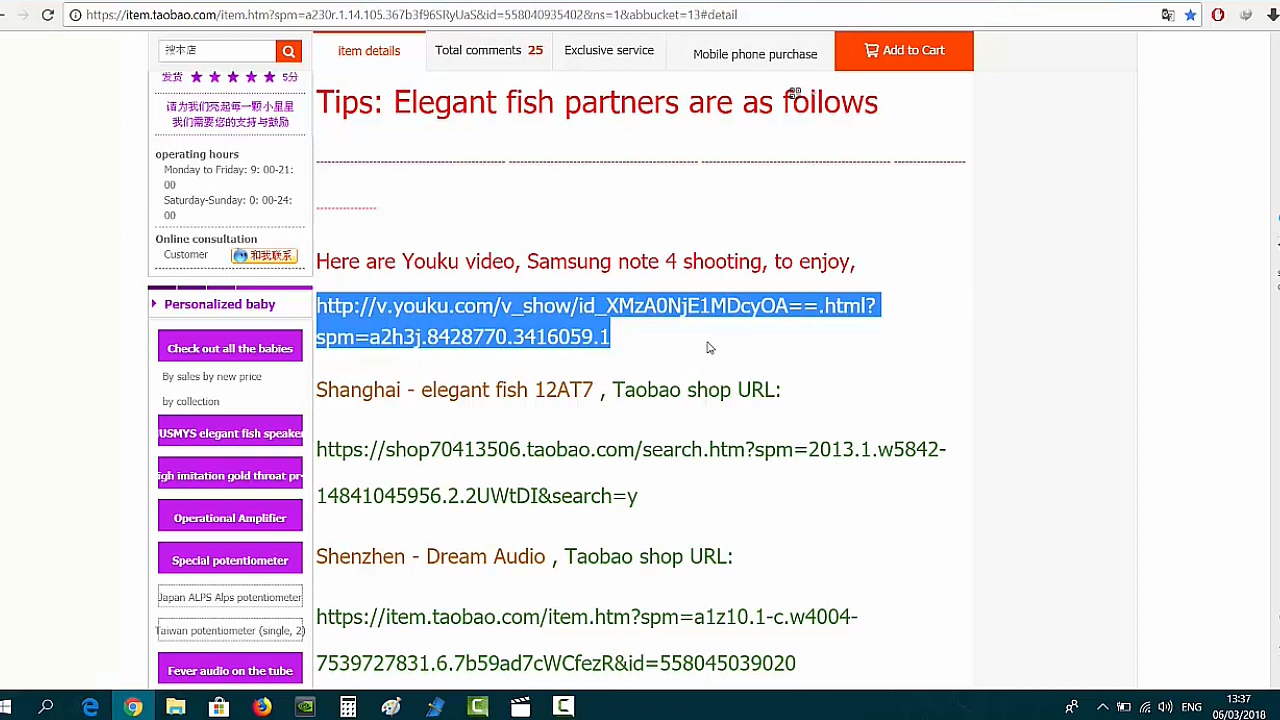 https://item.taobao.com/item.htm?spm=a230r.1.14.105.367b3f96SRyUaS&id=558040935402&ns=1&abbucket=13#detail
搜本店
item details
Total comments 25
Exclusive service
Mobile phone purchase
Add to Cart
发货 5分
请为我们亮起每一颗小星星
我们需要您的支持与鼓励
operating hours
Monday to Friday: 9: 00-21:
00
Saturday-Sunday: 0: 00-24:
00
Online consultation
Customer 和我联系
Personalized baby
Check out all the babies
By sales by new price
by collection
USMYS elegant fish speake
igh imitation gold throat pr
Operational Amplifier
Special potentiometer
Japan ALPS Alps potentiometer
Taiwan potentiometer (single, 2)
Fever audio on the tube
Tips: Elegant fish partners are as follows
Here are Youku video, Samsung note 4 shooting, to enjoy,
http://v.youku.com/v_show/id_XMzA0NjE1MDcyOA==.html?
spm=a2h3j.8428770.3416059.1
Shanghai - elegant fish 12AT7 , Taobao shop URL:
https://shop70413506.taobao.com/search.htm?spm=2013.1.w5842-
14841045956.2.2UWtDI&search=y
Shenzhen - Dream Audio , Taobao shop URL:
https://item.taobao.com/item.htm?spm=a1z10.1-c.w4004-
7539727831.6.7b59ad7cWCfezR&id=558045039020
ENG
13:37
06/03/2018